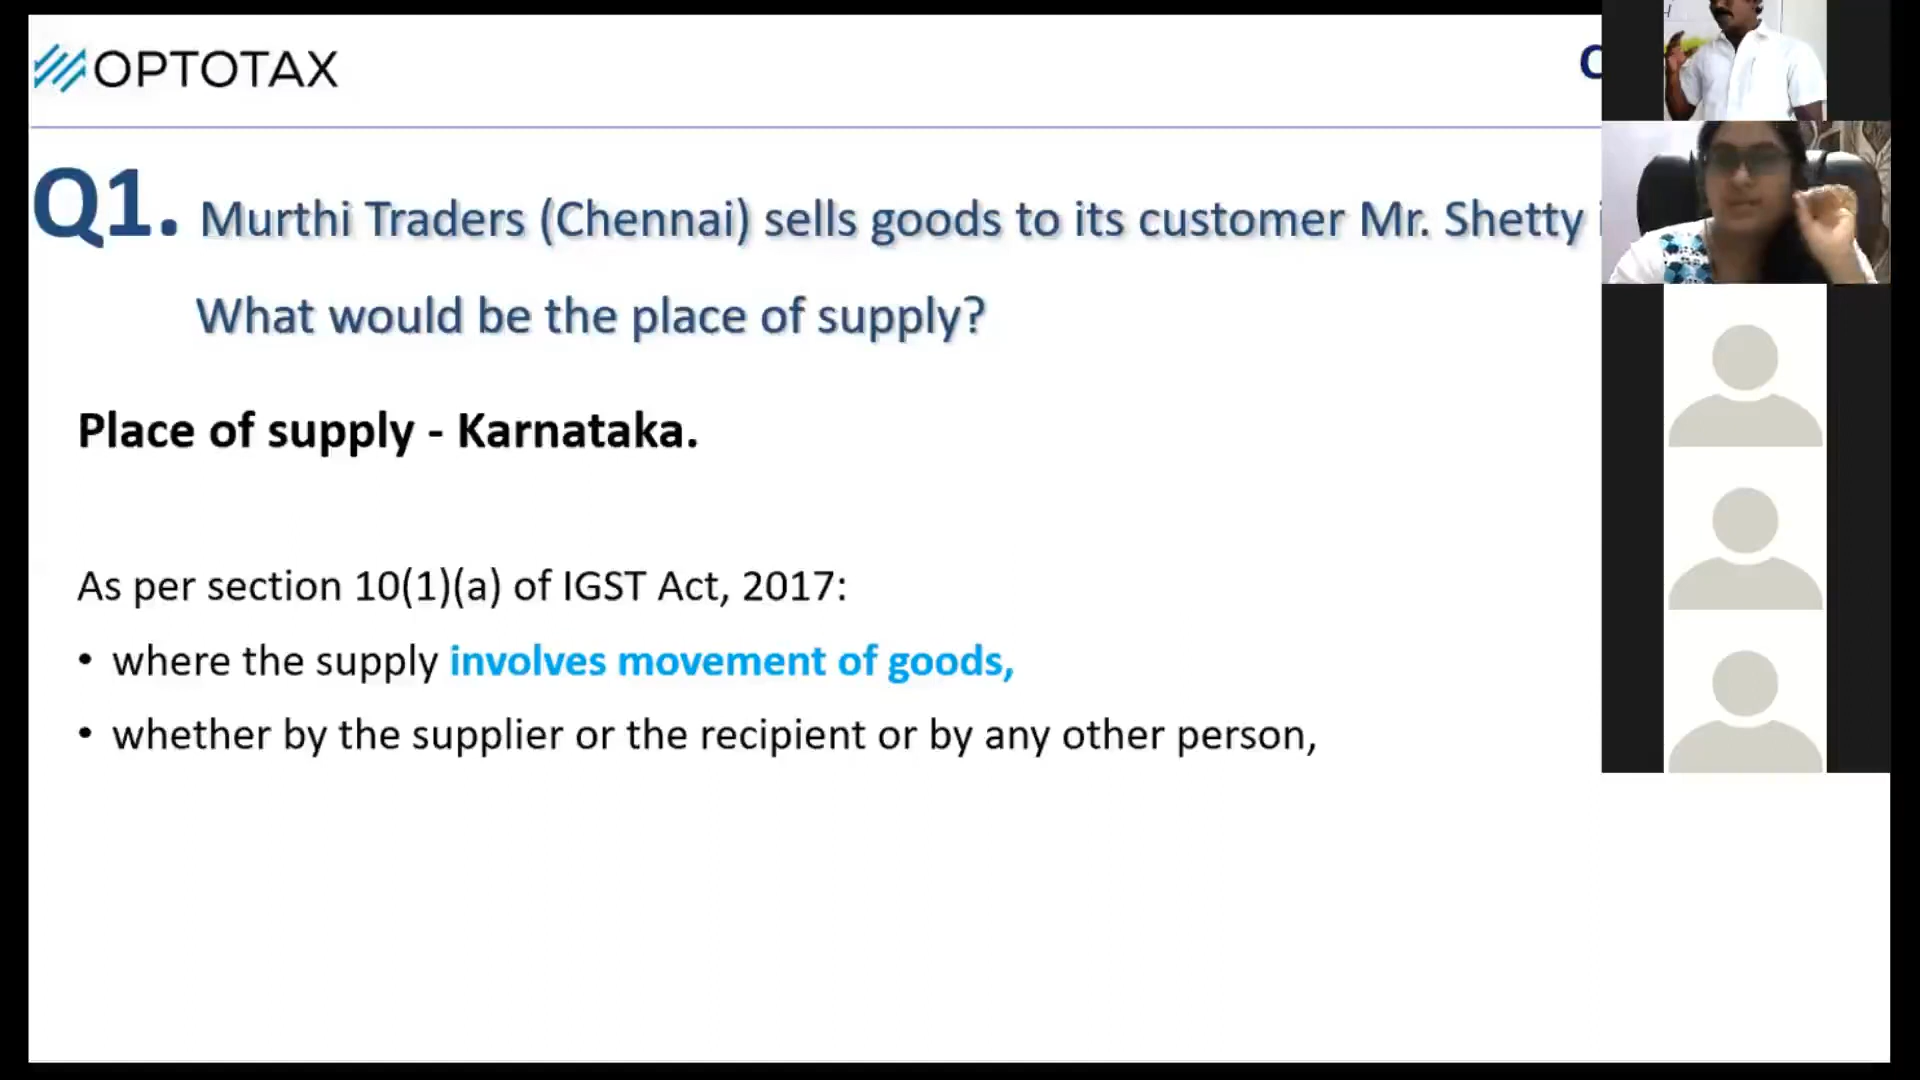 OPTOTAX
Q1. Murthi Traders (Chennai) sells goods to its customer Mr. Shetty
What would be the place of supply?
Place of supply - Karnataka.
As per section 10(1)(a) of IGST Act, 2017:
• where the supply involves movement of goods,
• whether by the supplier or the recipient or by any other person,